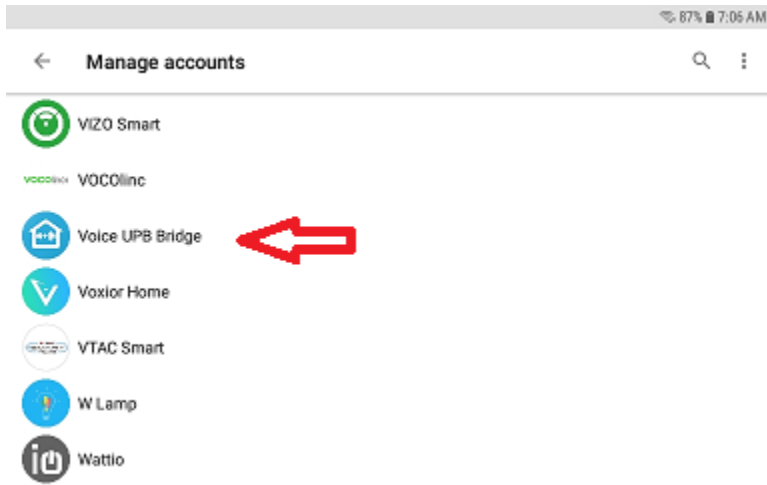 87% 7:06 AM
Manage accounts
VIZO Smart
VOCOlinc
Voice UPB Bridge
Voxior Home
VTAC Smart
W Lamp
Wattio